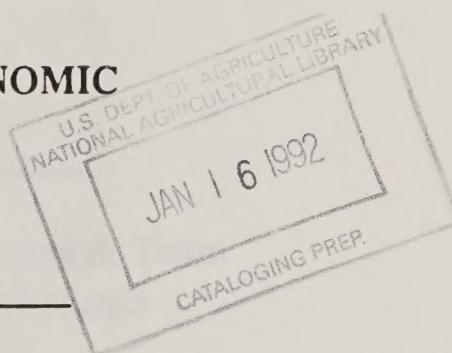 NOMIC
U.S. DEPT. OF AGRICULTURE
NATIONAL AGRICULTURAL LIBRARY
JAN 16 1992
CATALOGING PREP.